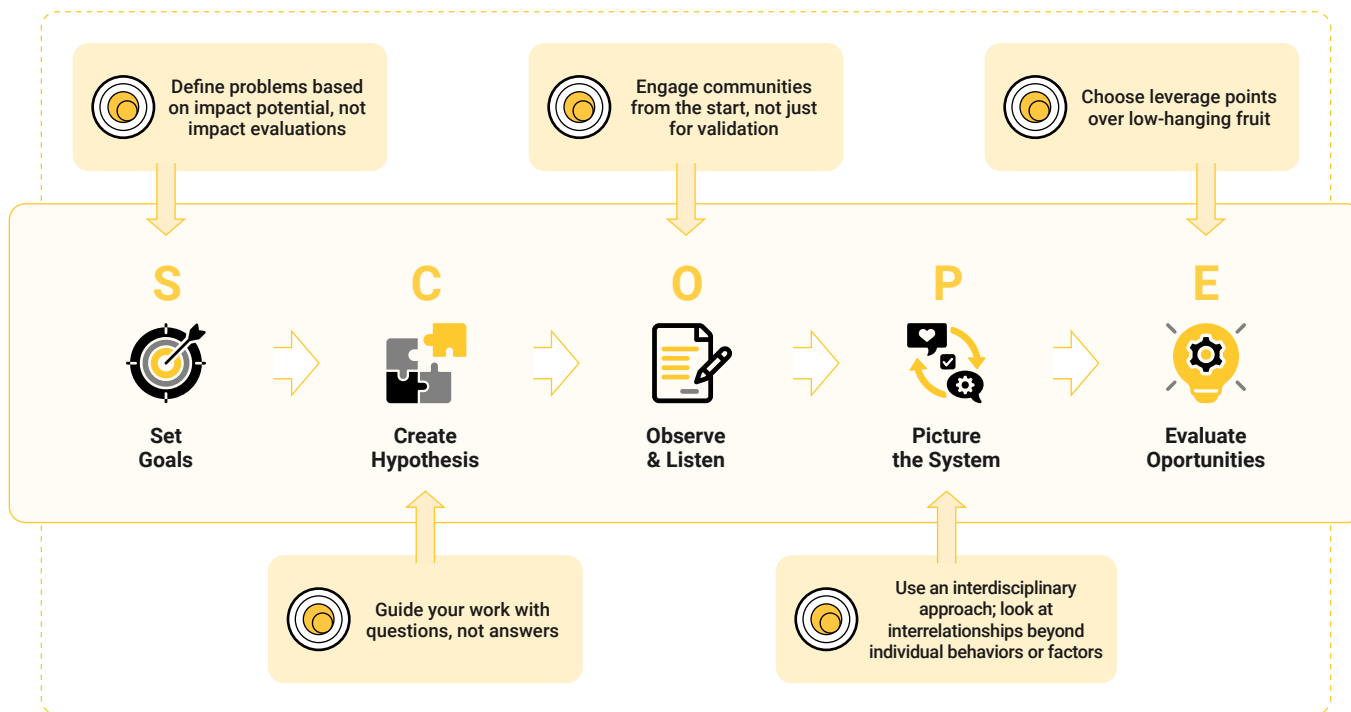 Define problems based
on impact potential, not
impact evaluations
Engage communities
from the start, not just
for validation
Choose leverage points
over low-hanging fruit
S
Set
Goals
C
Create
Hypothesis
O
Observe
& Listen
P
Picture
the System
E
Evaluate
Oportunities
Guide your work with
questions, not answers
Use an interdisciplinary
approach; look at
interrelationships beyond
individual behaviors or factors